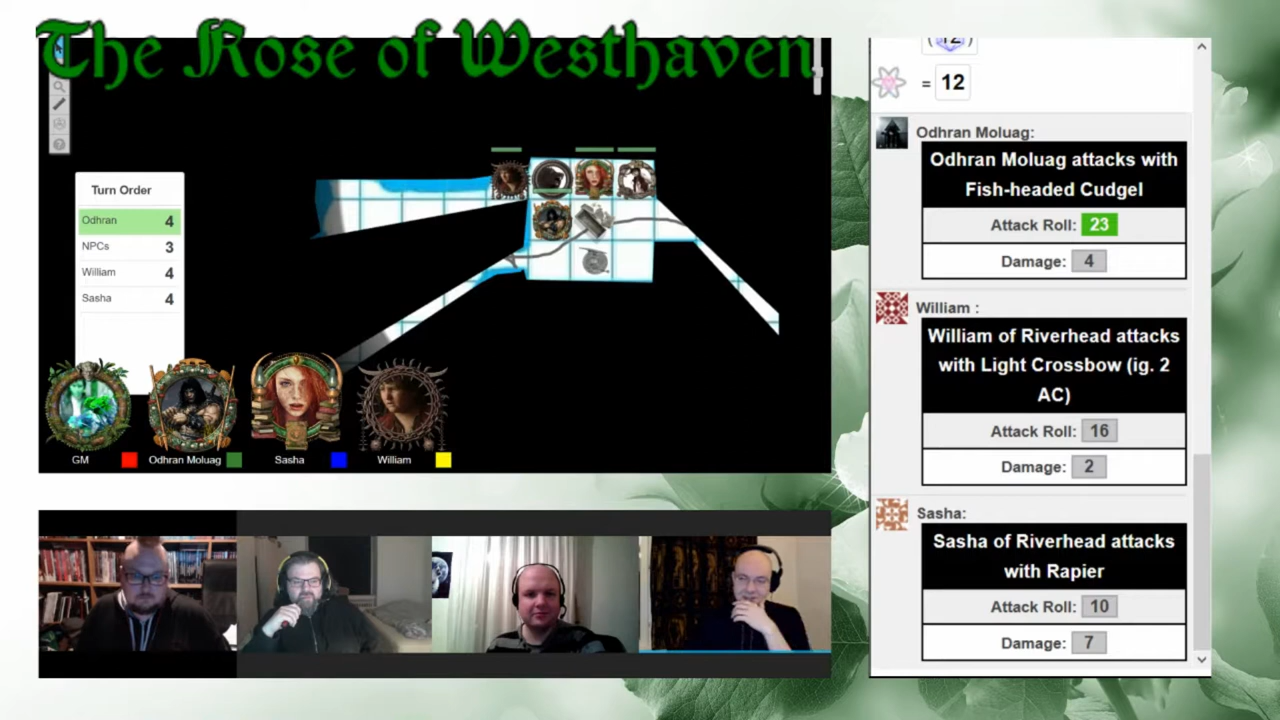 The Rose of Westhaven
Turn Order
Odhran 4
NPCs 3
William 4
Sasha 4
GM
Odhran Moluag
Sasha
William
(12)
= 12
Odhran Moluag:
Odhran Moluag attacks with
Fish-headed Cudgel
Attack Roll: 23
Damage: 4
William :
William of Riverhead attacks
with Light Crossbow (ig. 2
AC)
Attack Roll: 16
Damage: 2
Sasha:
Sasha of Riverhead attacks
with Rapier
Attack Roll: 10
Damage: 7